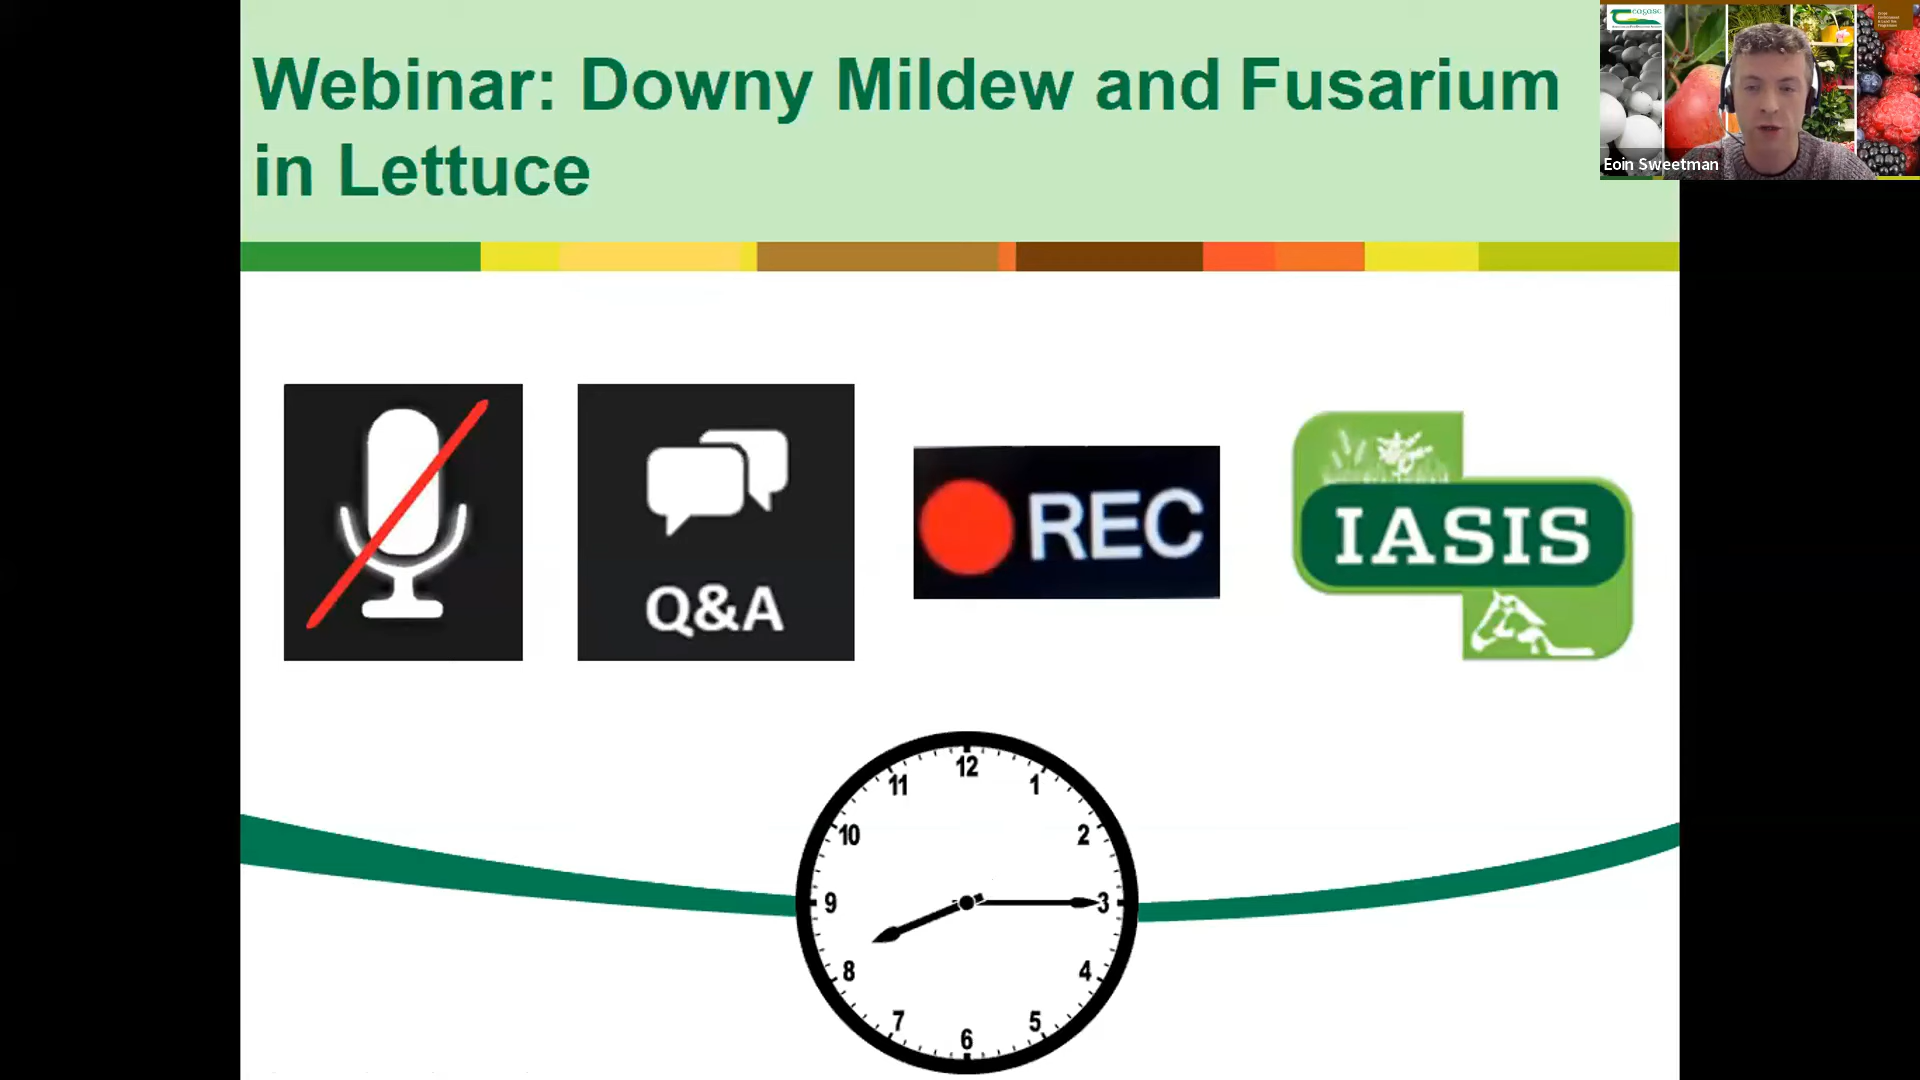 Webinar: Downy Mildew and Fusarium
in Lettuce
Eoin Sweetman
Q&A
REC
IASIS
12
11
1
10
2
9
3
8
4
7
5
6